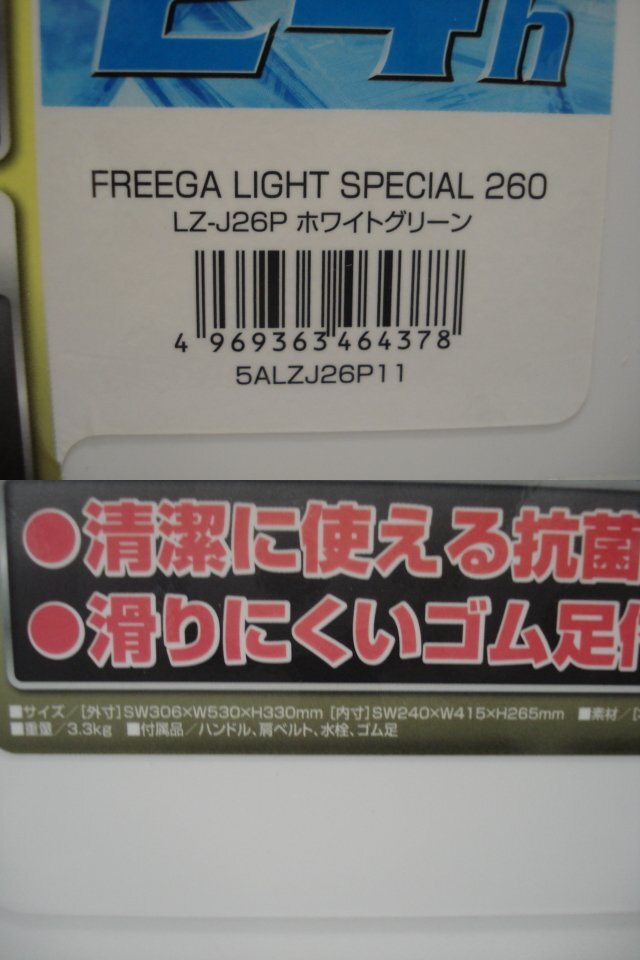 24h
FREEGA LIGHT SPECIAL 260
LZ-J26P ホワイトグリーン
4 969363 464378
5ALZJ26P11
●清潔に使える抗菌
●滑りにくいゴム足付
■サイズ/[外寸]SW306×W530×H330mm [内寸]SW240×W415×H265mm ■素材/
■重量/3.3kg ■付属品/ハンドル、肩ベルト、水栓、ゴム足